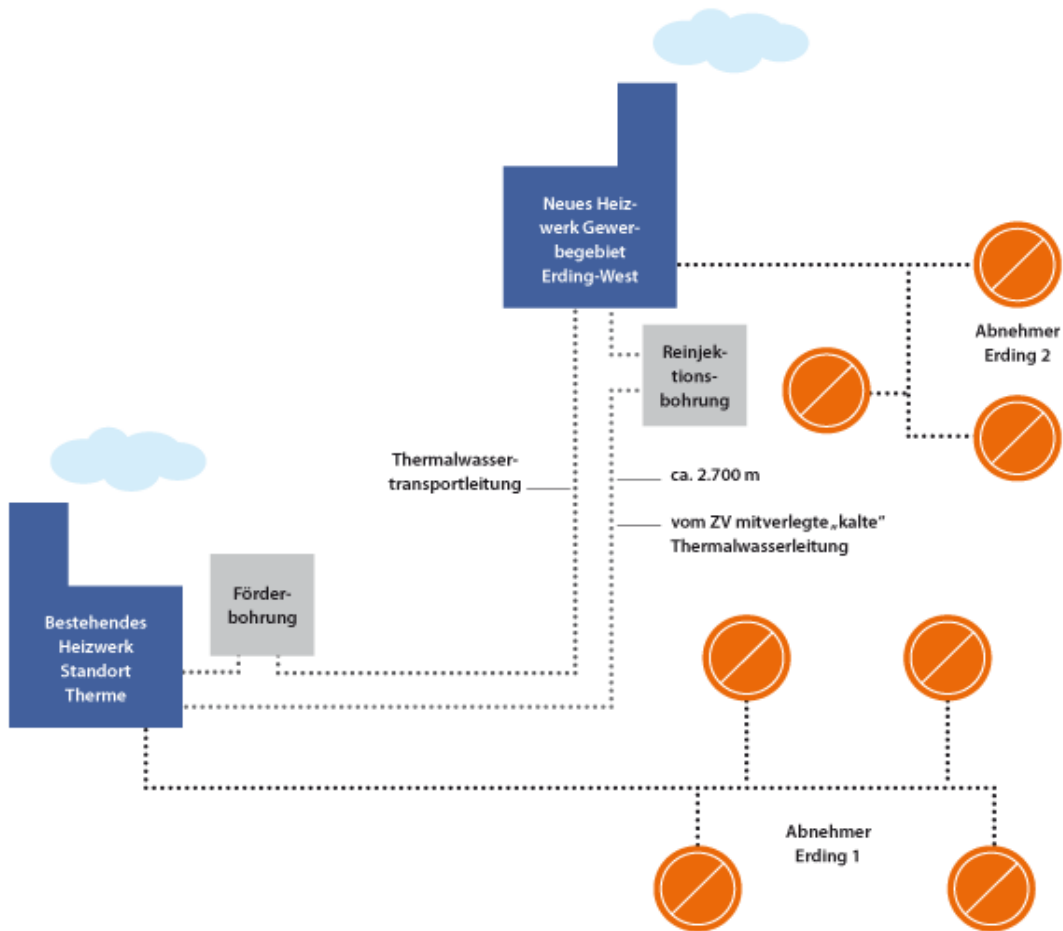 Neues Heiz-
werk Gewer-
begebiet
Erding-West
Abnehmer
Erding 2
Reinjek-
tions-
bohrung
Thermalwasser-
transportleitung
ca. 2.700 m
vom ZV mitverlegte „kalte“
Thermalwasserleitung
Förder-
bohrung
Bestehendes
Heizwerk
Standort
Therme
Abnehmer
Erding 1